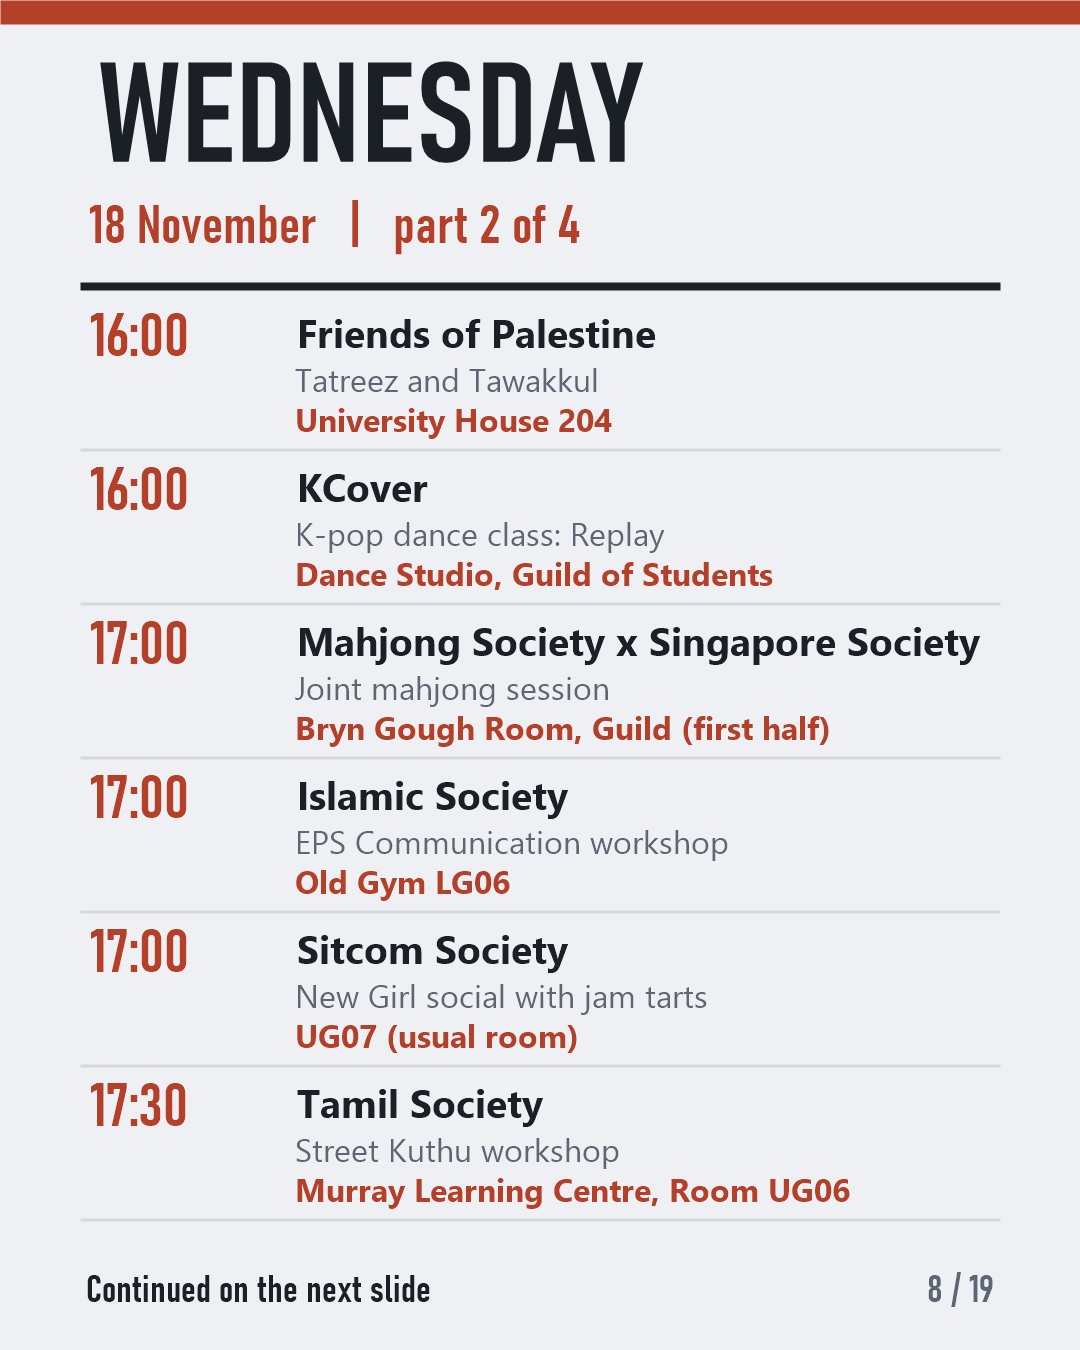 WEDNESDAY
18 November | part 2 of 4
16:00 Friends of Palestine
Tatreez and Tawakkul
University House 204
16:00 KCover
K-pop dance class: Replay
Dance Studio, Guild of Students
17:00 Mahjong Society x Singapore Society
Joint mahjong session
Bryn Gough Room, Guild (first half)
17:00 Islamic Society
EPS Communication workshop
Old Gym LG06
17:00 Sitcom Society
New Girl social with jam tarts
UG07 (usual room)
17:30 Tamil Society
Street Kuthu workshop
Murray Learning Centre, Room UG06
Continued on the next slide 8 / 19